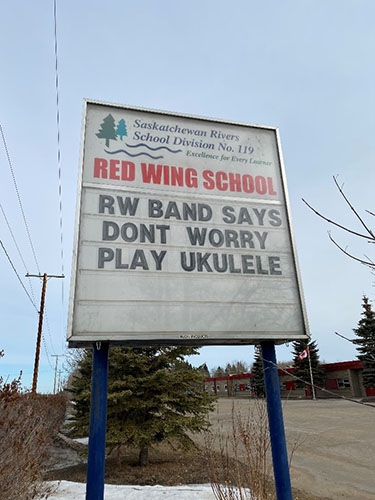 Saskatchewan Rivers
School Division No. 119
Excellence for Every Learner
RED WING SCHOOL
RW BAND SAYS
DONT WORRY
PLAY UKULELE